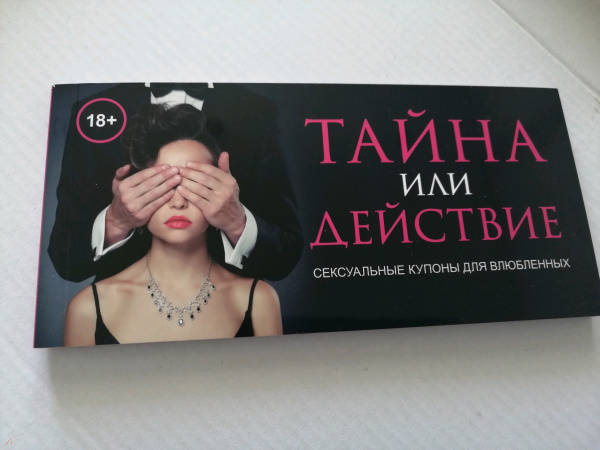 18+
ТАЙНА
ИЛИ
ДЕЙСТВИЕ
СЕКСУАЛЬНЫЕ КУПОНЫ ДЛЯ ВЛЮБЛЕННЫХ